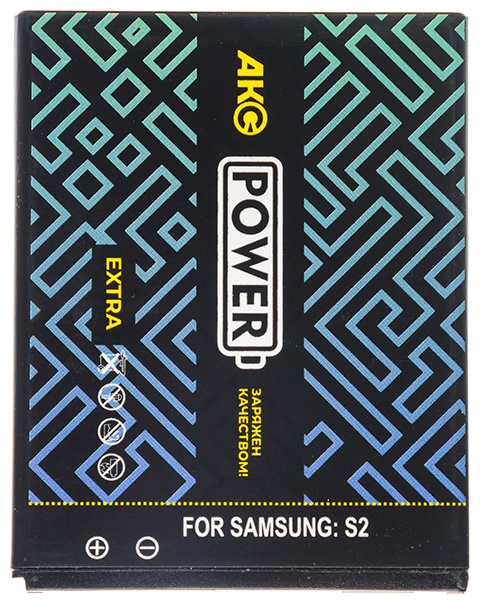 AKC
POWER
ЗАРЯЖЕН
КАЧЕСТВОМ!
EXTRA
FOR SAMSUNG: S2
+ -